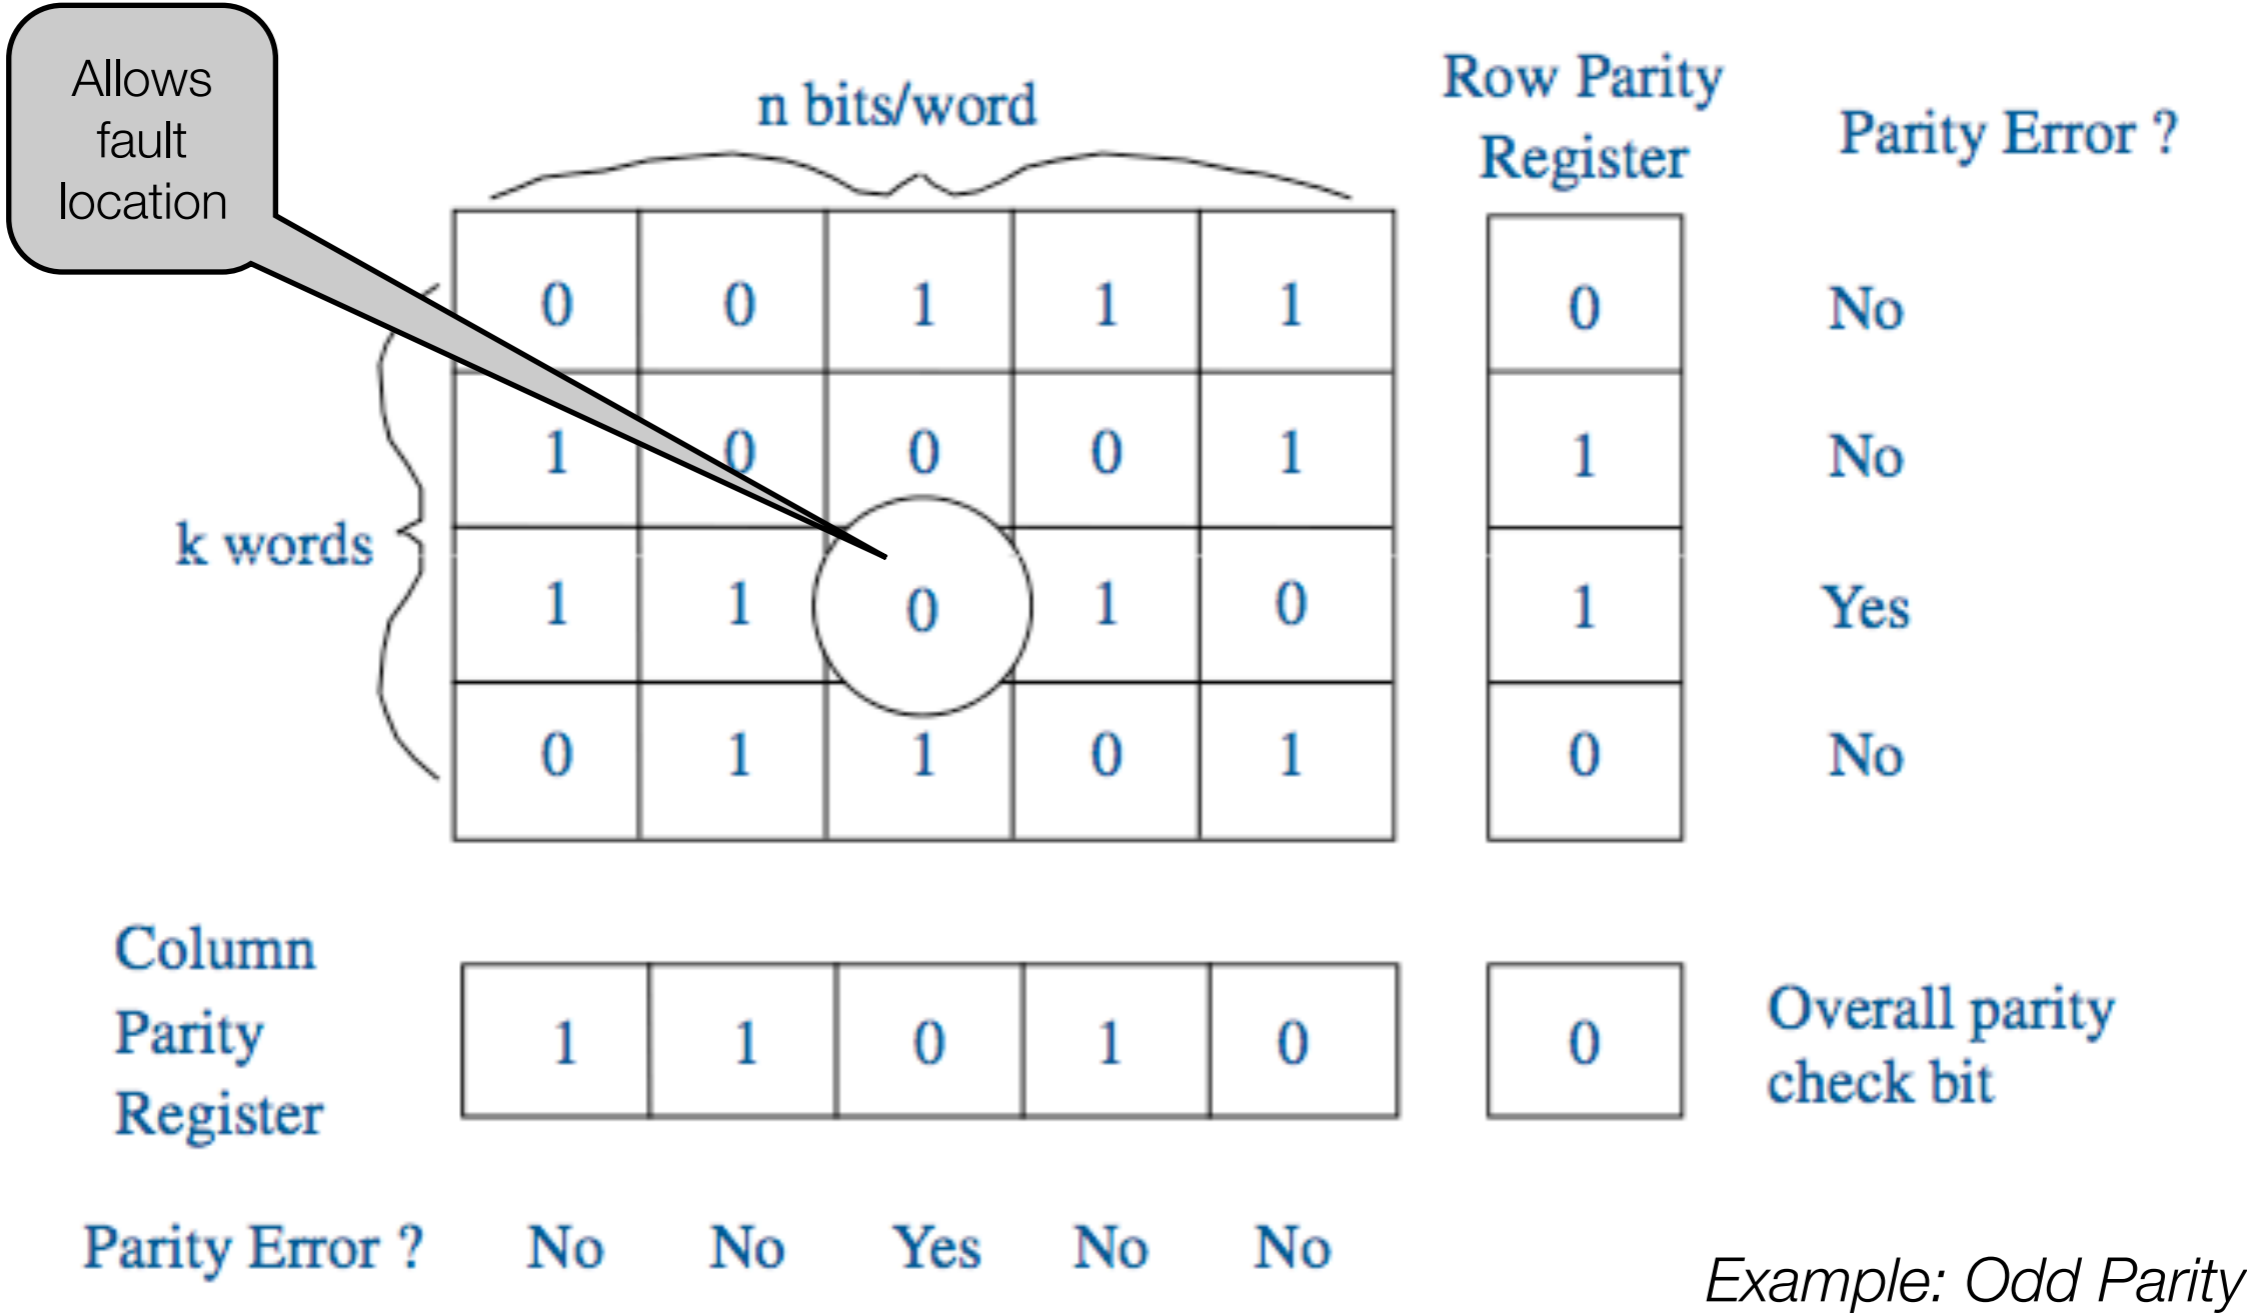 Allows
fault
location
n bits/word
Row Parity
Register
Parity Error ?
0 0 1 1 1 0 No
1 0 0 0 1 1 No
k words
1 1 0 1 0 1 Yes
0 1 1 0 1 0 No
Column
Parity
Register
1 1 0 1 0 0
Overall parity
check bit
Parity Error ? No No Yes No No
Example: Odd Parity